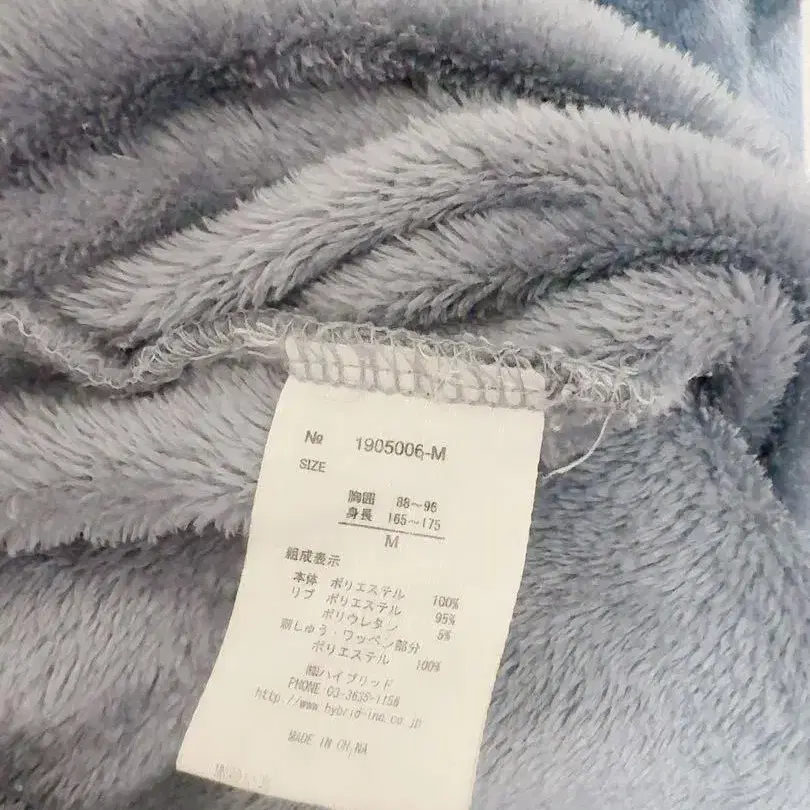 № 1905006-M
SIZE
胸囲 88～96
身長 165～175
M
組成表示
本体 ポリエステル 100%
リブ ポリエステル 95%
ポリウレタン 5%
刺しゅう・ワッペン部分
ポリエステル 100%
㈱ハイブリッド
PHONE 03-3635-1158
http://www.hybrid-inc.co.jp
MADE IN CHINA